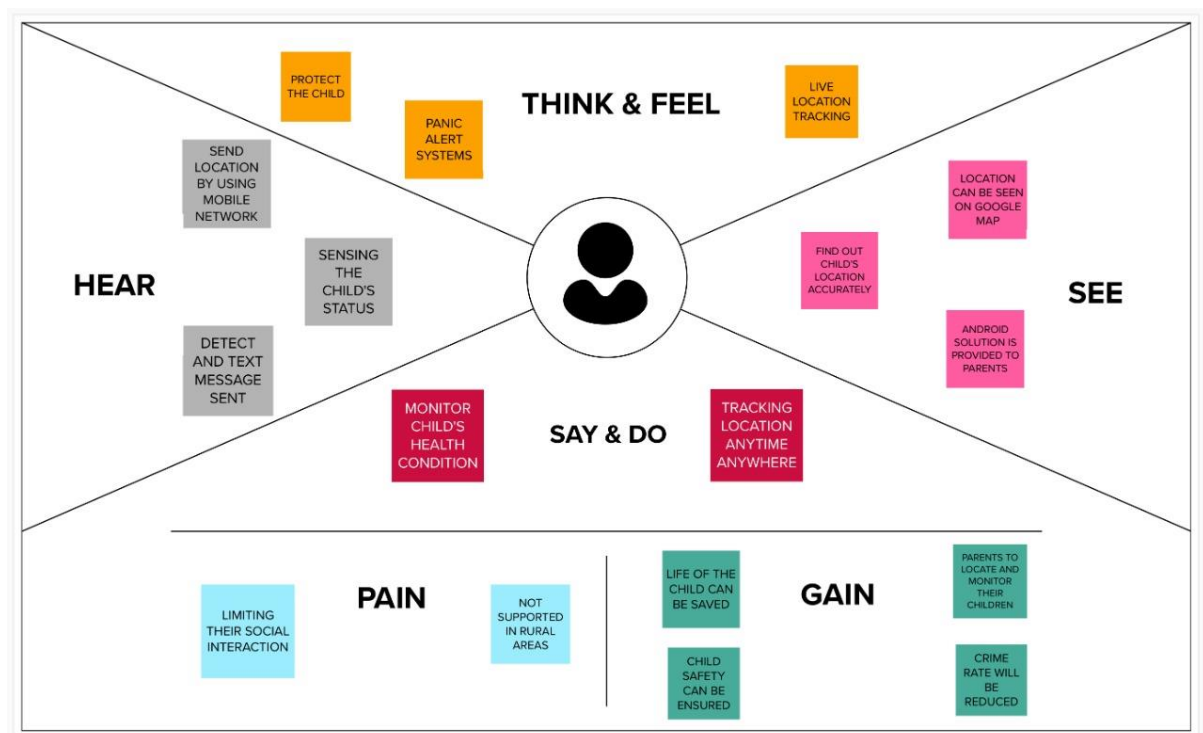 THINK & FEEL
PROTECT
THE CHILD
PANIC
ALERT
SYSTEMS
LIVE
LOCATION
TRACKING
HEAR
SEND
LOCATION
BY USING
MOBILE
NETWORK
SENSING
THE
CHILD'S
STATUS
DETECT
AND TEXT
MESSAGE
SENT
SEE
LOCATION
CAN BE SEEN
ON GOOGLE
MAP
FIND OUT
CHILD'S
LOCATION
ACCURATELY
ANDROID
SOLUTION IS
PROVIDED TO
PARENTS
SAY & DO
MONITOR
CHILD'S
HEALTH
CONDITION
TRACKING
LOCATION
ANYTIME
ANYWHERE
PAIN
LIMITING
THEIR SOCIAL
INTERACTION
NOT
SUPPORTED
IN RURAL
AREAS
GAIN
LIFE OF THE
CHILD CAN
BE SAVED
PARENTS TO
LOCATE AND
MONITOR
THEIR
CHILDREN
CHILD
SAFETY
CAN BE
ENSURED
CRIME
RATE WILL
BE
REDUCED